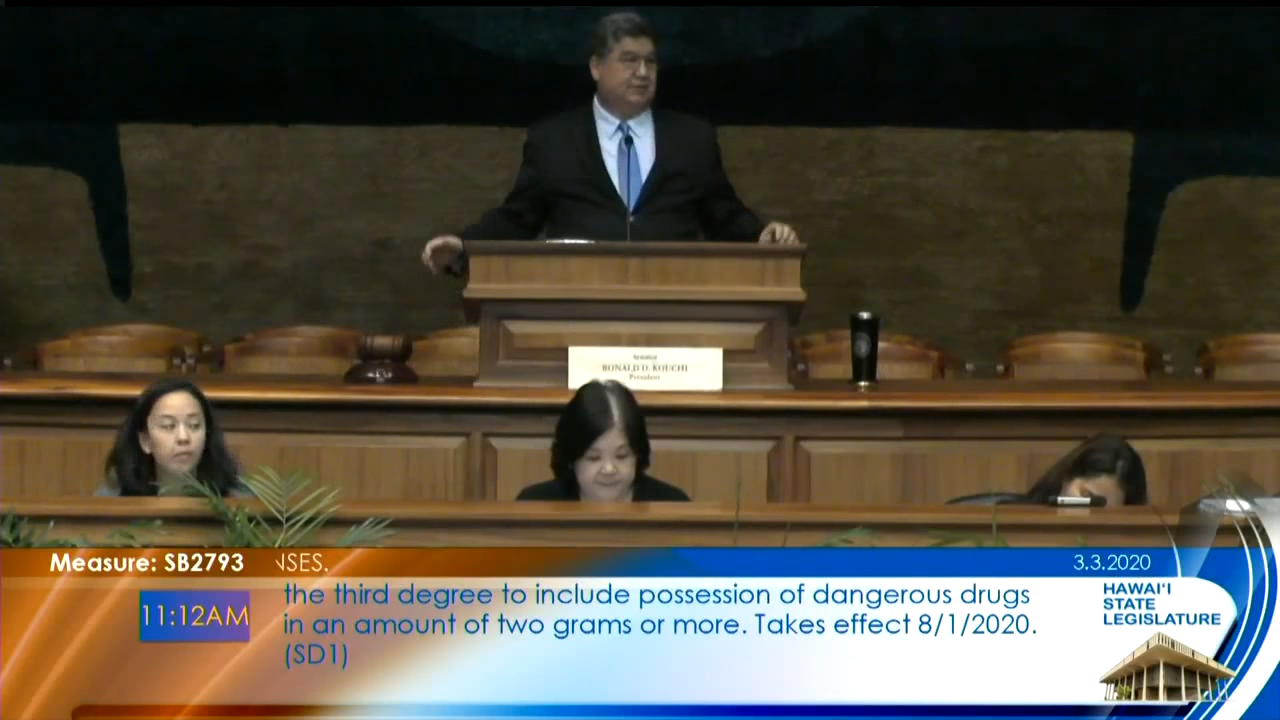 Senator
RONALD D. KOUCHI
President
Measure: SB2793
NSES.
3.3.2020
11:12AM
the third degree to include possession of dangerous drugs
in an amount of two grams or more. Takes effect 8/1/2020.
(SD1)
HAWAIʻI
STATE
LEGISLATURE